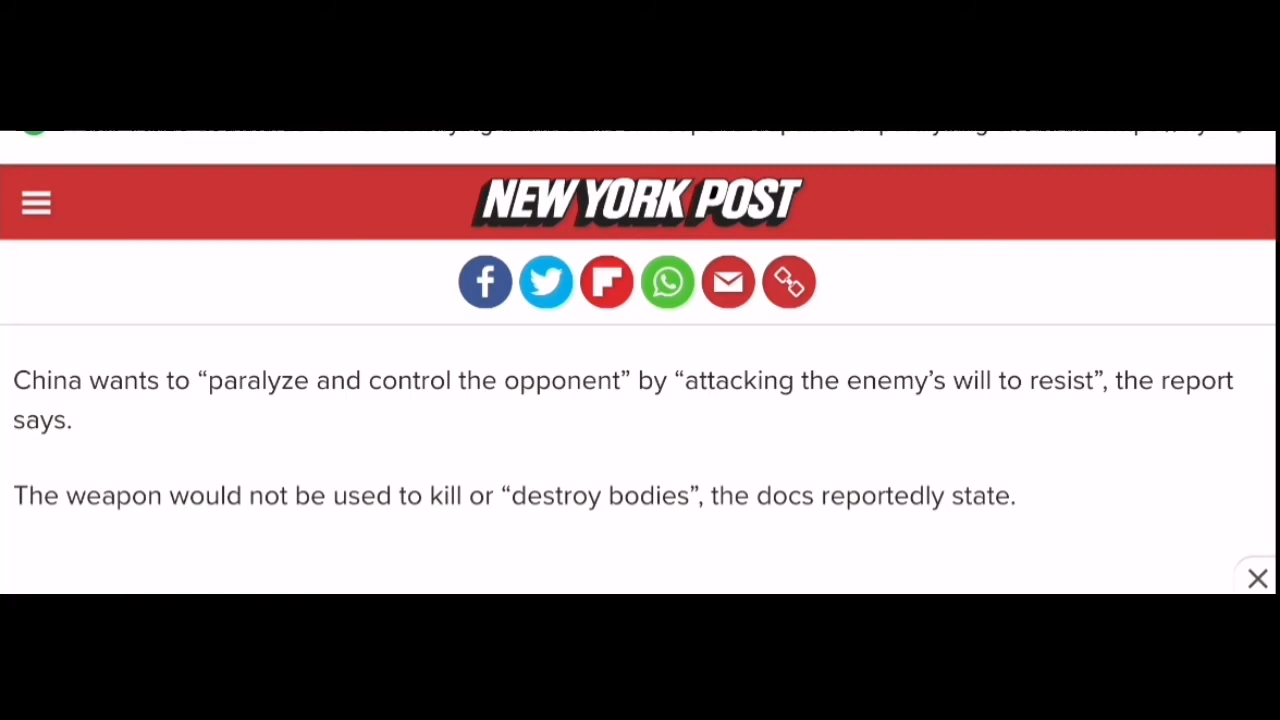 NEW YORK POST
China wants to “paralyze and control the opponent” by “attacking the enemy’s will to resist”, the report
says.
The weapon would not be used to kill or “destroy bodies”, the docs reportedly state.